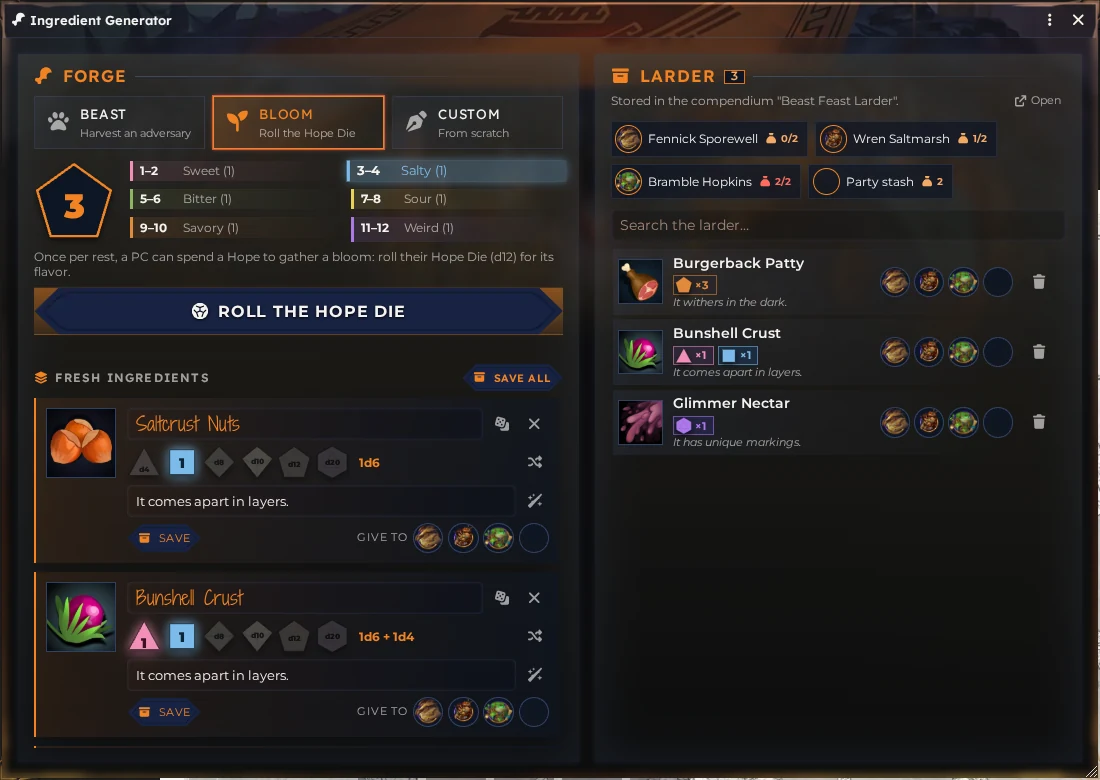 Ingredient Generator
FORGE
BEAST
Harvest an adversary
BLOOM
Roll the Hope Die
CUSTOM
From scratch
3
1–2 Sweet (1)
3–4 Salty (1)
5–6 Bitter (1)
7–8 Sour (1)
9–10 Savory (1)
11–12 Weird (1)
Once per rest, a PC can spend a Hope to gather a bloom: roll their Hope Die (d12) for its
flavor.
ROLL THE HOPE DIE
FRESH INGREDIENTS
SAVE ALL
Saltcrust Nuts
d4 1 d8 d10 d12 d20 1d6
It comes apart in layers.
SAVE GIVE TO
Bunshell Crust
1 1 d8 d10 d12 d20 1d6 + 1d4
It comes apart in layers.
SAVE GIVE TO
LARDER 3
Stored in the compendium "Beast Feast Larder".
Open
Fennick Sporewell 0/2
Wren Saltmarsh 1/2
Bramble Hopkins 2/2
Party stash 2
Search the larder...
Burgerback Patty
×3
It withers in the dark.
Bunshell Crust
×1 ×1
It comes apart in layers.
Glimmer Nectar
×1
It has unique markings.